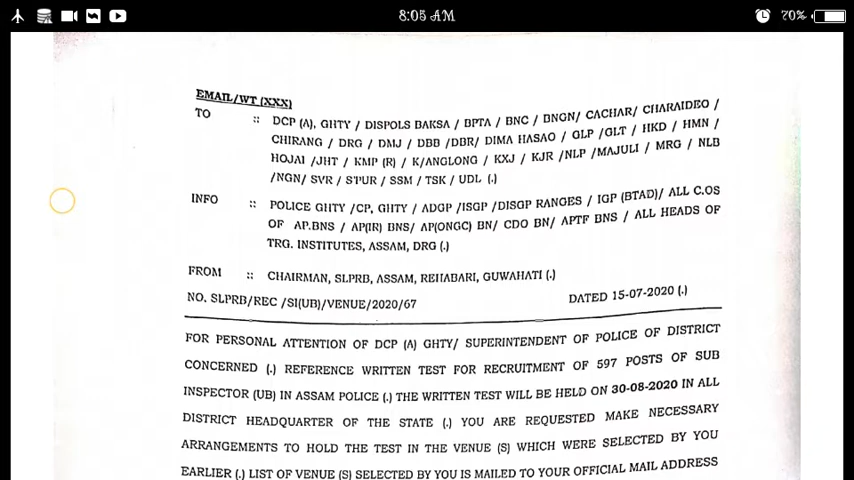 8:05 AM
70%
EMAIL/WT (XXX)
TO :: DCP (A), GHTY / DISPOLS BAKSA / BPTA / BNC / BNGN/ CACHAR/ CHARAIDEO /
CHIRANG / DRG / DMJ / DBB /DBR/ DIMA HASAO / GLP /GLT / HKD / HMN /
HOJAI /JHT / KMP (R) / K/ANGLONG / KXJ / KJR /NLP /MAJULI / MRG / NLB
/NGN/ SVR / STUR / SSM / TSK / UDL (.)
INFO :: POLICE GHTY /CP, GHTY / ADGP /ISGP /DISGP RANGES / IGP (BTAD)/ ALL C.OS
OF AP.BNS / AP(IR) BNS/ AP(ONGC) BN/ CDO BN/ APTF BNS / ALL HEADS OF
TRG. INSTITUTES, ASSAM, DRG (.)
FROM :: CHAIRMAN, SLPRB, ASSAM, REHABARI, GUWAHATI (.)
NO. SLPRB/REC /SI(UB)/VENUE/2020/67 DATED 15-07-2020 (.)
FOR PERSONAL ATTENTION OF DCP (A) GHTY/ SUPERINTENDENT OF POLICE OF DISTRICT
CONCERNED (.) REFERENCE WRITTEN TEST FOR RECRUITMENT OF 597 POSTS OF SUB
INSPECTOR (UB) IN ASSAM POLICE (.) THE WRITTEN TEST WILL BE HELD ON 30-08-2020 IN ALL
DISTRICT HEADQUARTER OF THE STATE (.) YOU ARE REQUESTED MAKE NECESSARY
ARRANGEMENTS TO HOLD THE TEST IN THE VENUE (S) WHICH WERE SELECTED BY YOU
EARLIER (.) LIST OF VENUE (S) SELECTED BY YOU IS MAILED TO YOUR OFFICIAL MAIL ADDRESS